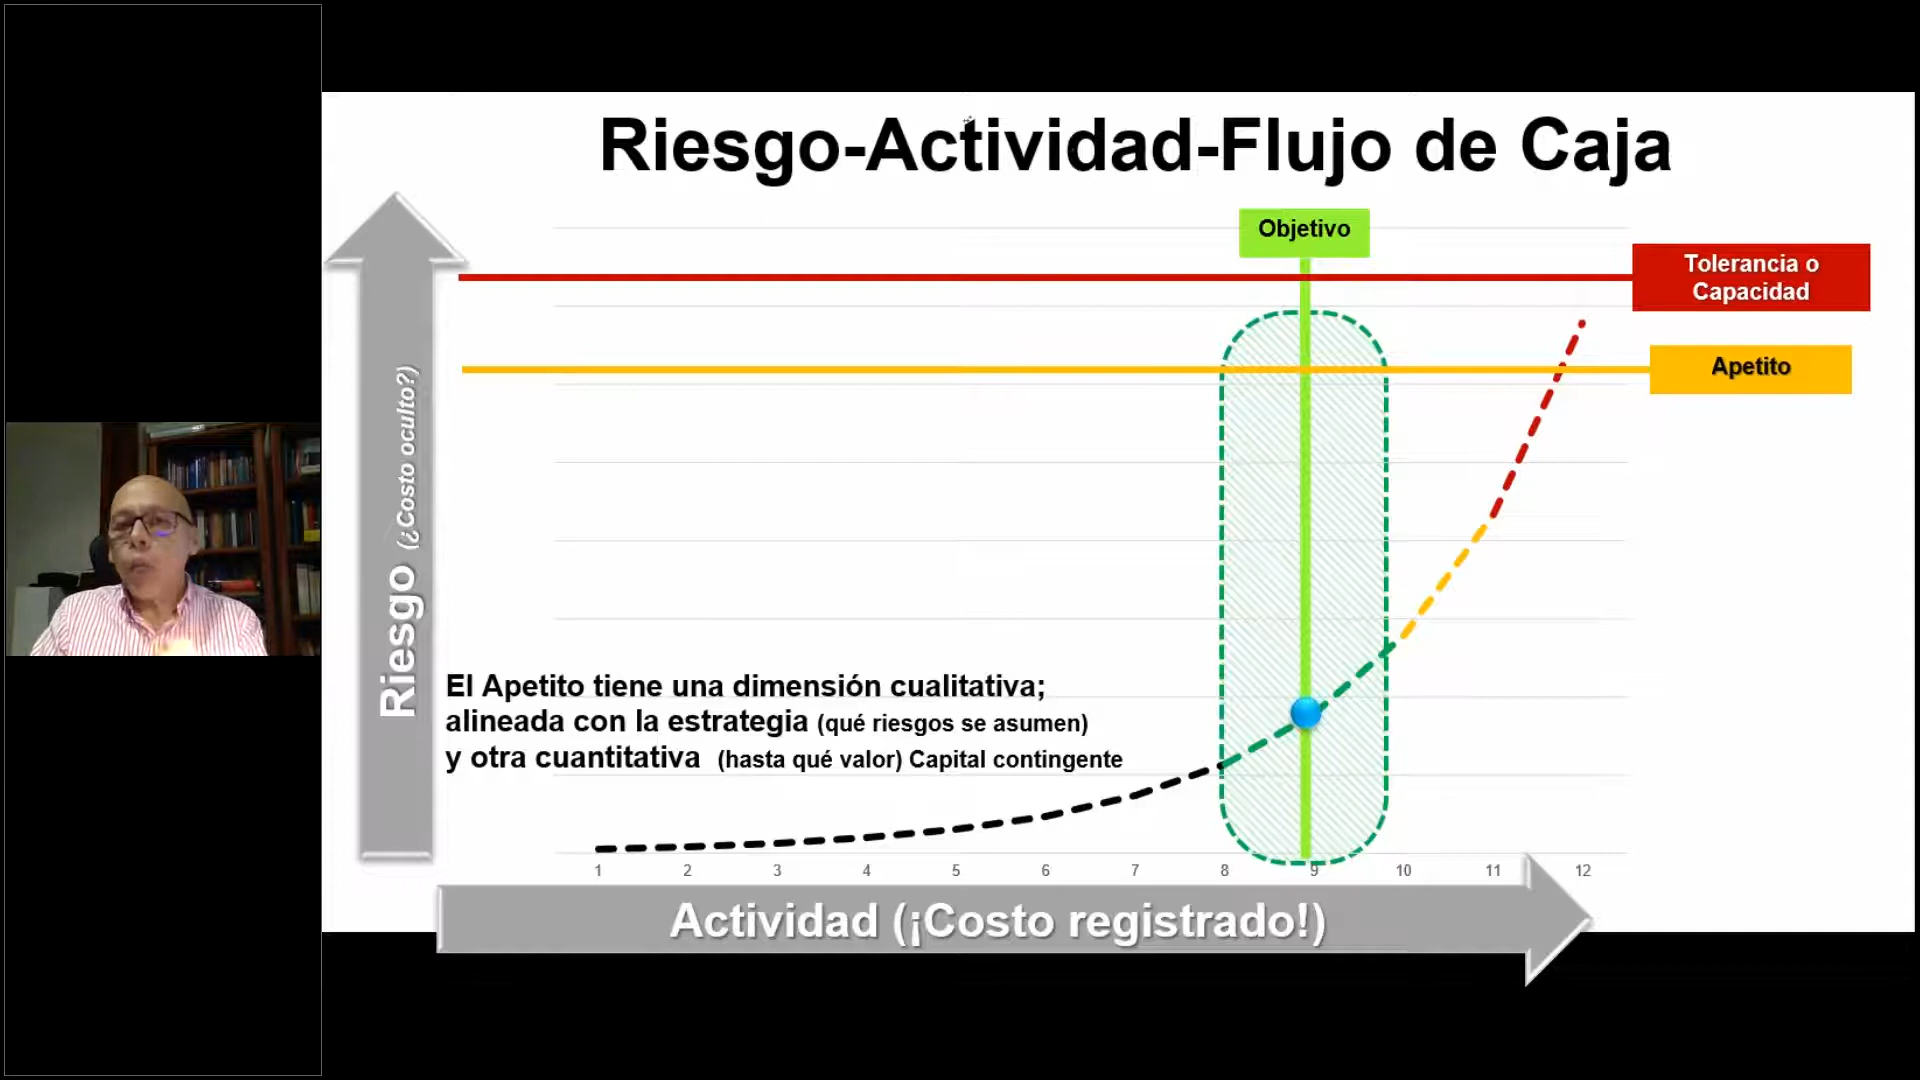 Riesgo-Actividad-Flujo de Caja
Objetivo
Tolerancia o
Capacidad
Apetito
Riesgo (¿Costo oculto?)
El Apetito tiene una dimensión cualitativa;
alineada con la estrategia (qué riesgos se asumen)
y otra cuantitativa (hasta qué valor) Capital contingente
1 2 3 4 5 6 7 8 9 10 11 12
Actividad (¡Costo registrado!)